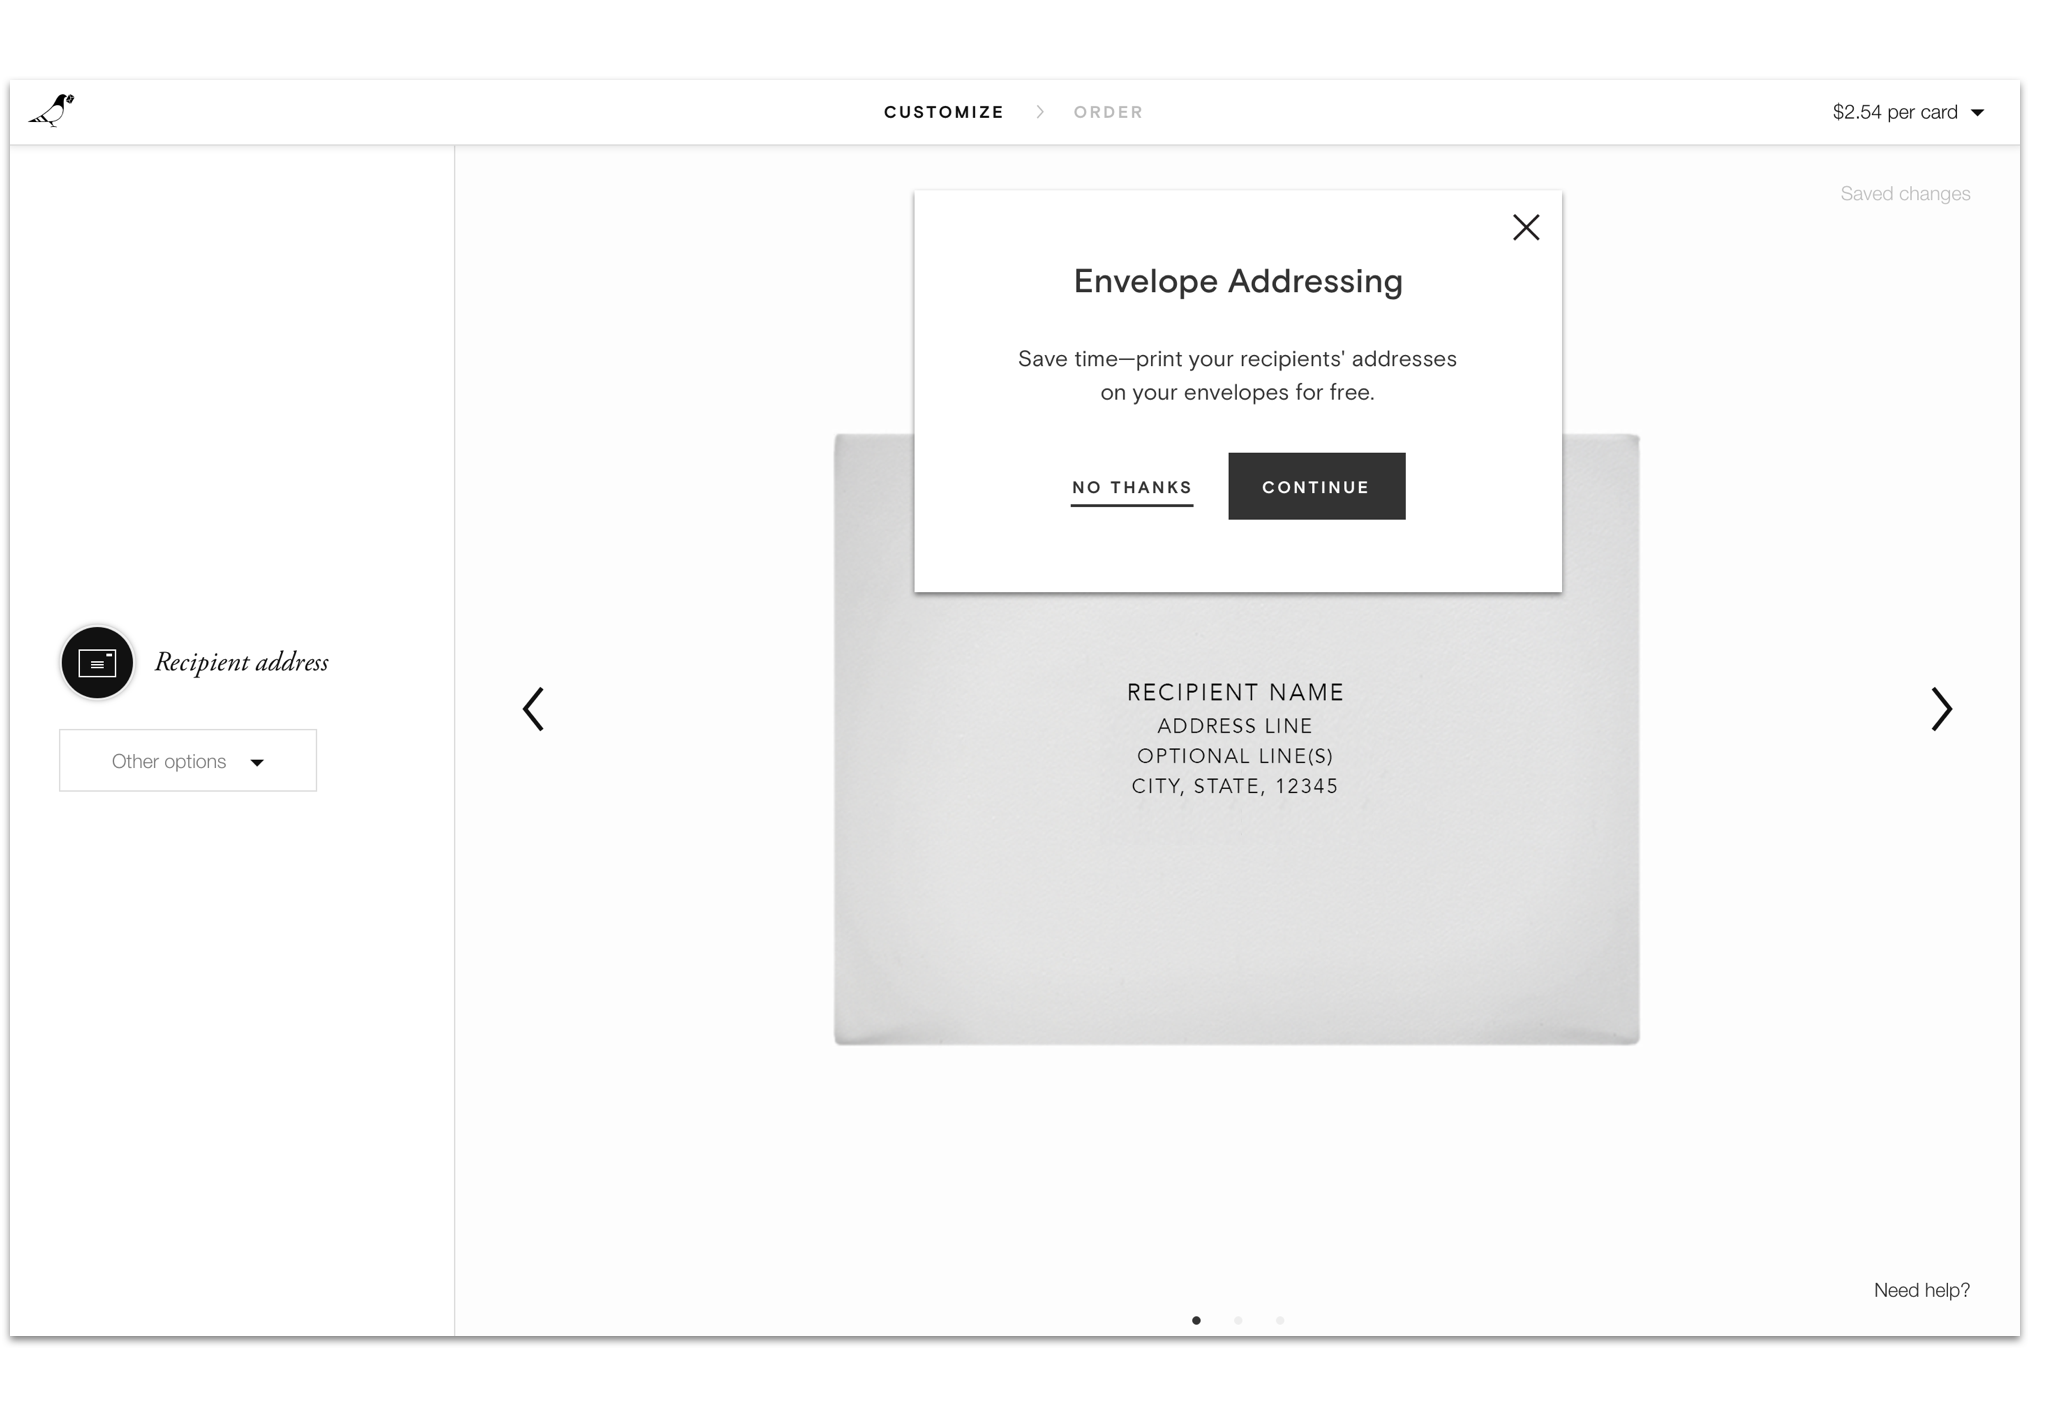 CUSTOMIZE > ORDER
$2.54 per card
Saved changes
Envelope Addressing
Save time—print your recipients' addresses
on your envelopes for free.
NO THANKS
CONTINUE
Recipient address
Other options
RECIPIENT NAME
ADDRESS LINE
OPTIONAL LINE(S)
CITY, STATE, 12345
Need help?